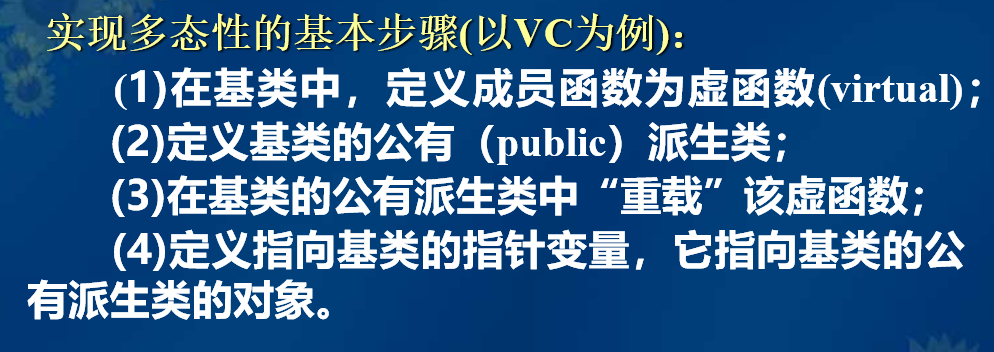 实现多态性的基本步骤(以VC为例)：
(1)在基类中，定义成员函数为虚函数(virtual)；
(2)定义基类的公有（public）派生类；
(3)在基类的公有派生类中“重载”该虚函数；
(4)定义指向基类的指针变量，它指向基类的公
有派生类的对象。